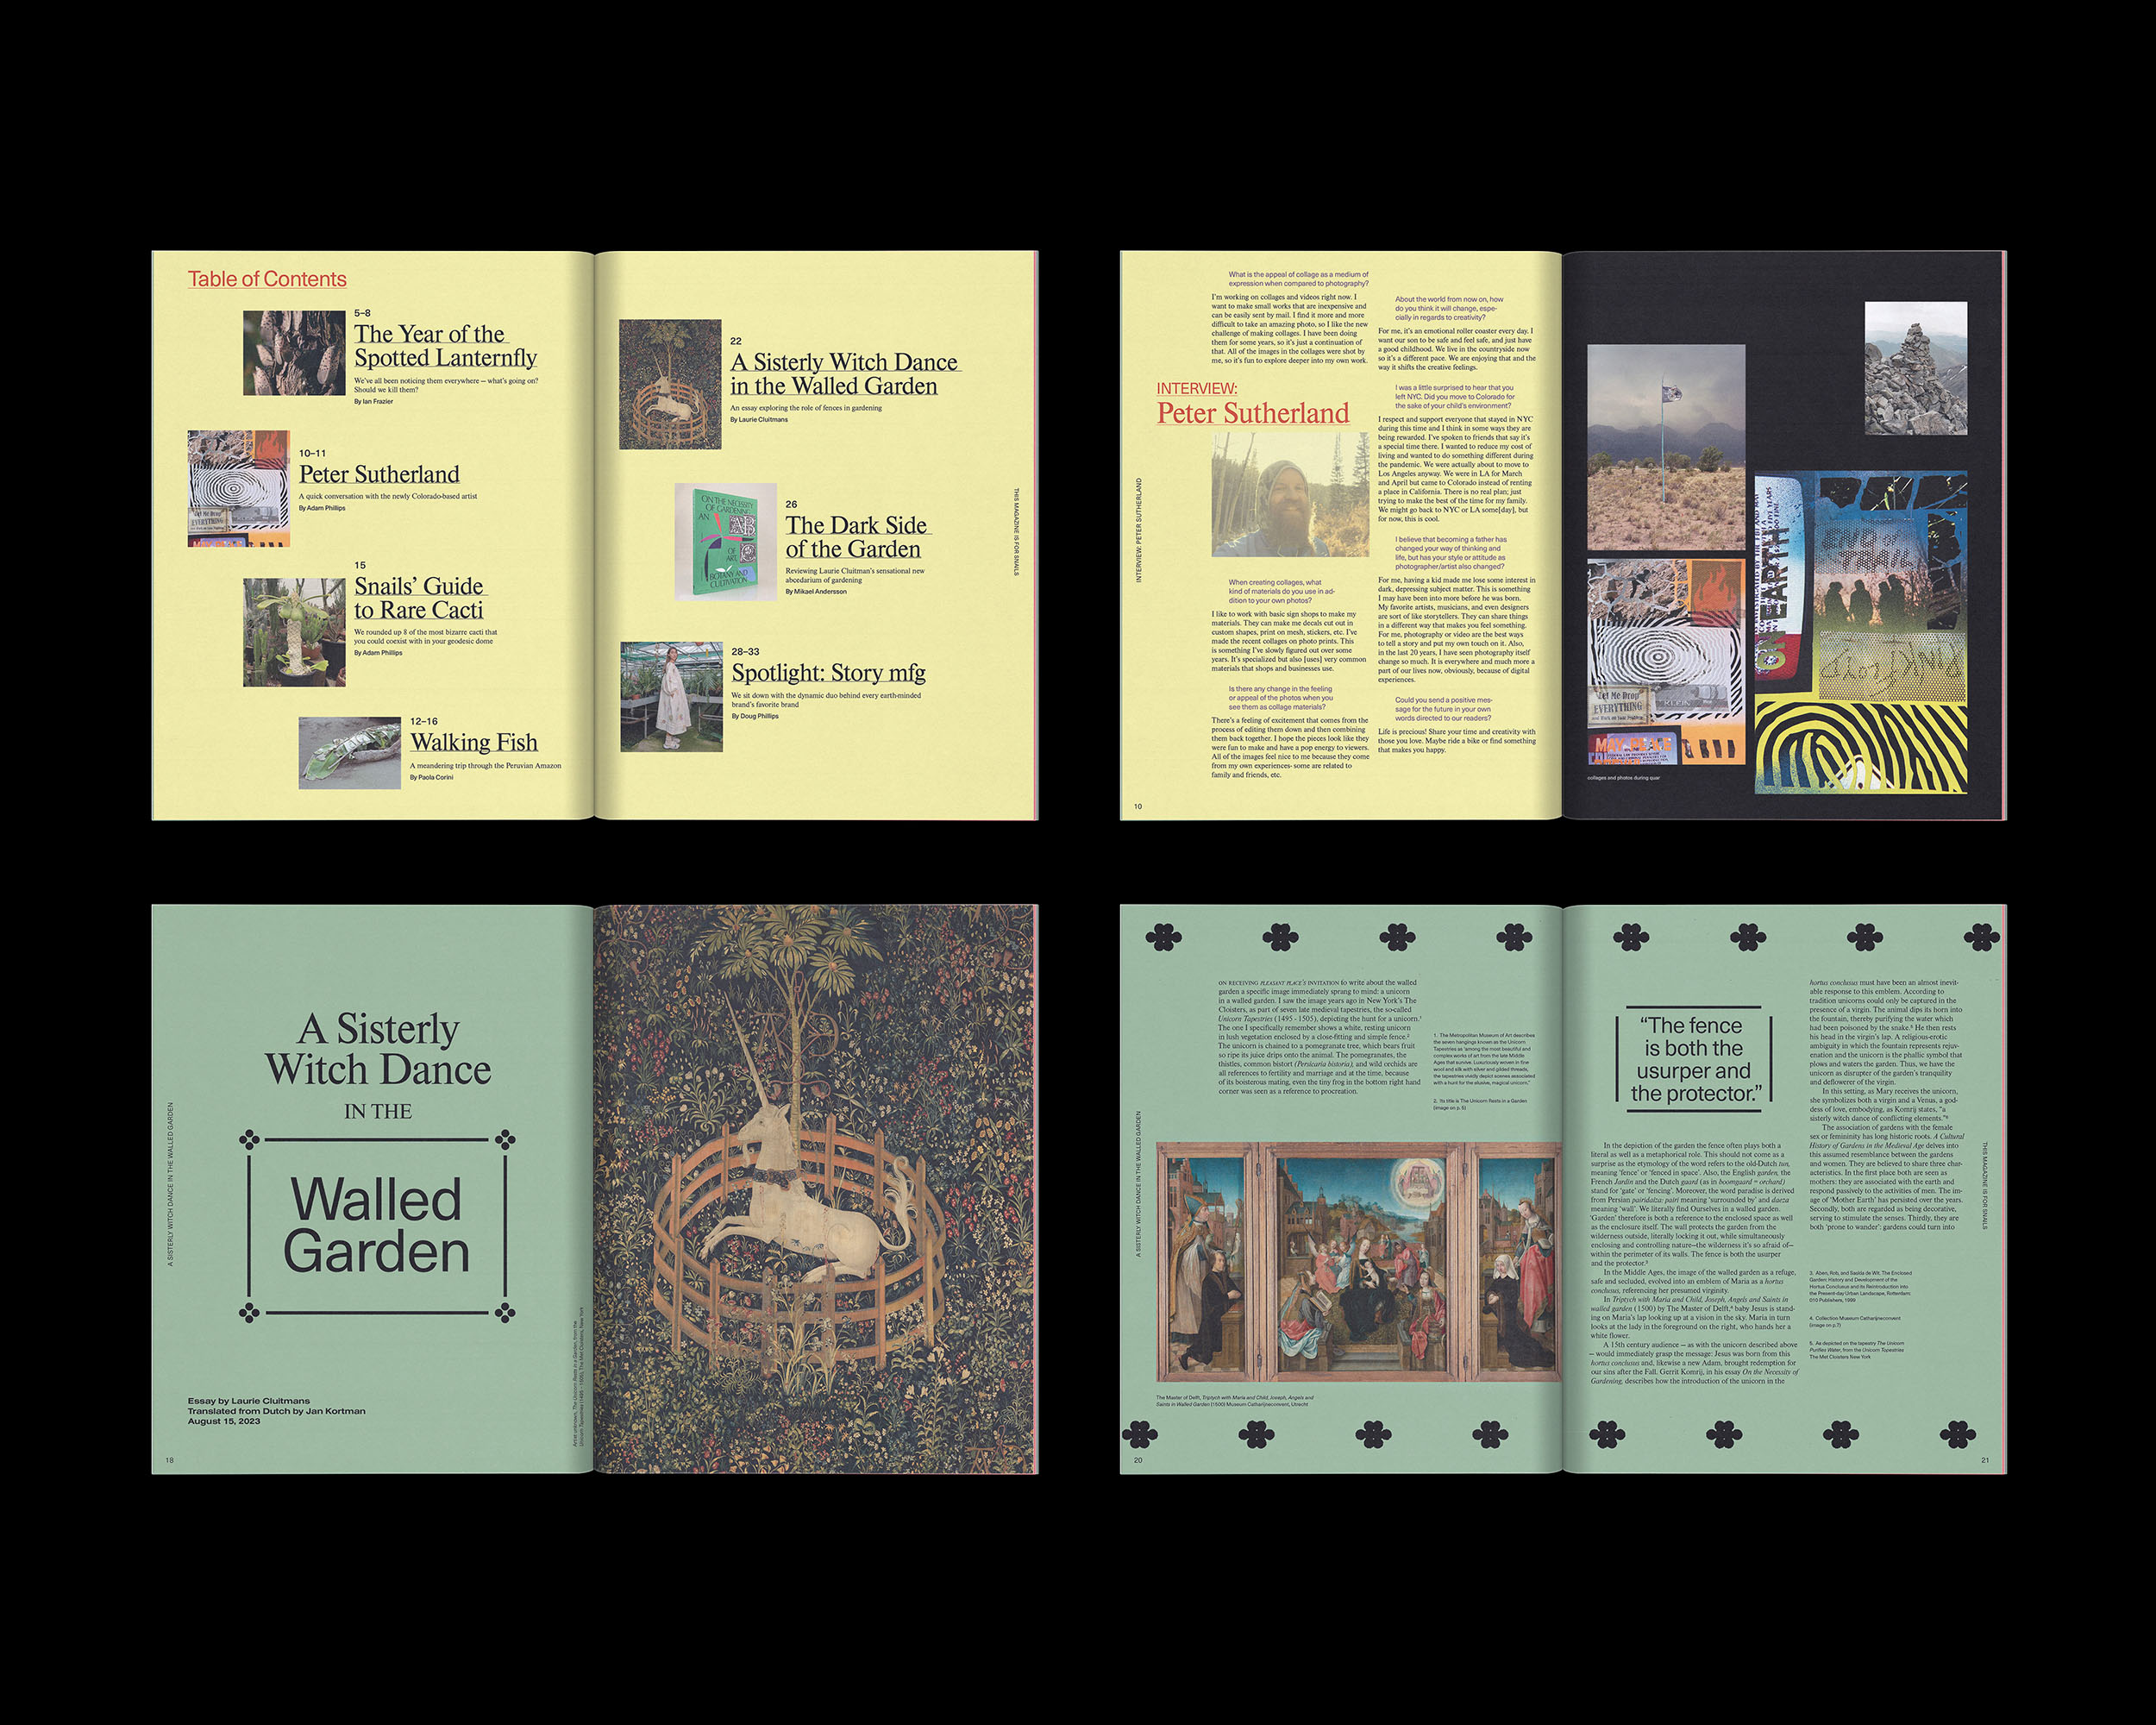 Table of Contents
5–8
The Year of the
Spotted Lanternfly
We've all been noticing them everywhere — what's going on?
Should we kill them?
By Ian Frazier
10–11
Peter Sutherland
A quick conversation with the newly Colorado-based artist
By Adam Phillips
15
Snails' Guide
to Rare Cacti
We rounded up 8 of the most bizarre cacti that
you could coexist with in your geodesic dome
By Adam Phillips
12–16
Walking Fish
A meandering trip through the Peruvian Amazon
By Paola Corini
22
A Sisterly Witch Dance
in the Walled Garden
An essay exploring the role of fences in gardening
By Laurie Cluitmans
ON THE NECESSITY
OF GARDENING
AN
AB
C
OF
ART,
BOTANY AND
CULTIVATION
26
The Dark Side
of the Garden
Reviewing Laurie Cluitman's sensational new
abcedarium of gardening
By Mikael Andersson
28–33
Spotlight: Story mfg
We sit down with the dynamic duo behind every earth-minded
brand's favorite brand
By Doug Phillips
THIS MAGAZINE IS FOR SNAILS
INTERVIEW: PETER SUTHERLAND
What is the appeal of collage as a medium of
expression when compared to photography?
I'm working on collages and videos right now. I
want to make small works that are inexpensive and
can be easily sent by mail. I find it more and more
difficult to take an amazing photo, so I like the new
challenge of making collages. I have been doing
them for some years, so it's just a continuation of
that. All of the images in the collages were shot by
me, so it's fun to explore deeper into my own work.
INTERVIEW:
Peter Sutherland
When creating collages, what
kind of materials do you use in ad-
dition to your own photos?
I like to work with basic sign shops to make my
materials. They can make me decals cut out in
custom shapes, print on mesh, stickers, etc. I've
made the recent collages on photo prints. This
is something I've slowly figured out over some
years. It's specialized but also [uses] very common
materials that shops and businesses use.
Is there any change in the feeling
or appeal of the photos when you
see them as collage materials?
There's a feeling of excitement that comes from the
process of editing them down and then combining
them back together. I hope the pieces look like they
were fun to make and have a pop energy to viewers.
All of the images feel nice to me because they come
from my own experiences- some are related to
family and friends, etc.
10
About the world from now on, how
do you think it will change, espe-
cially in regards to creativity?
For me, it's an emotional roller coaster every day. I
want our son to be safe and feel safe, and just have
a good childhood. We live in the countryside now
so it's a different pace. We are enjoying that and the
way it shifts the creative feelings.
I was a little surprised to hear that you
left NYC. Did you move to Colorado for
the sake of your child's environment?
I respect and support everyone that stayed in NYC
during this time and I think in some ways they are
being rewarded. I've spoken to friends that say it's
a special time there. I wanted to reduce my cost of
living and wanted to do something different during
the pandemic. We were actually about to move to
Los Angeles anyway. We were in LA for March
and April but came to Colorado instead of renting
a place in California. There is no real plan; just
trying to make the best of the time for my family.
We might go back to NYC or LA some[day], but
for now, this is cool.
I believe that becoming a father has
changed your way of thinking and
life, but has your style or attitude as
photographer/artist also changed?
For me, having a kid made me lose some interest in
dark, depressing subject matter. This is something
I may have been into more before he was born.
My favorite artists, musicians, and even designers
are sort of like storytellers. They can share things
in a different way that makes you feel something.
For me, photography or video are the best ways
to tell a story and put my own touch on it. Also,
in the last 20 years, I have seen photography itself
change so much. It is everywhere and much more a
part of our lives now, obviously, because of digital
experiences.
Could you send a positive mes-
sage for the future in your own
words directed to our readers?
Life is precious! Share your time and creativity with
those you love. Maybe ride a bike or find something
that makes you happy.
Let Me Drop
EVERYTHING
and Work on Your Problem
MAY PEACE
ON EARTH
END OF
TRAIL
collages and photos during quar
A SISTERLY WITCH DANCE IN THE WALLED GARDEN
A Sisterly
Witch Dance
IN THE
Walled
Garden
Essay by Laurie Cluitmans
Translated from Dutch by Jan Kortman
August 15, 2023
18
Artist unknown, The Unicorn Rests in a Garden, from the
Unicorn Tapestries (1495 - 1505), The Met Cloisters, New York
A SISTERLY WITCH DANCE IN THE WALLED GARDEN
ON RECEIVING PLEASANT PLACE'S INVITATION to write about the walled
garden a specific image immediately sprang to mind: a unicorn
in a walled garden. I saw the image years ago in New York's The
Cloisters, as part of seven late medieval tapestries, the so-called
Unicorn Tapestries (1495 - 1505), depicting the hunt for a unicorn.¹
The one I specifically remember shows a white, resting unicorn
in lush vegetation enclosed by a close-fitting and simple fence.²
The unicorn is chained to a pomegranate tree, which bears fruit
so ripe its juice drips onto the animal. The pomegranates, the
thistles, common bistort (Persicaria bistoria), and wild orchids are
all references to fertility and marriage and at the time, because
of its boisterous mating, even the tiny frog in the bottom right hand
corner was seen as a reference to procreation.
1. The Metropolitan Museum of Art describes
the seven hangings known as the Unicorn
Tapestries as 'among the most beautiful and
complex works of art from the late Middle
Ages that survive. Luxuriously woven in fine
wool and silk with silver and gilded threads,
the tapestries vividly depict scenes associated
with a hunt for the elusive, magical unicorn.'
2. Its title is The Unicorn Rests in a Garden
(image on p. 5)
The Master of Delft, Triptych with Maria and Child, Joseph, Angels and
Saints in Walled Garden (1500) Museum Catharijneconvent, Utrecht
20
"The fence
is both the
usurper and
the protector."
In the depiction of the garden the fence often plays both a
literal as well as a metaphorical role. This should not come as a
surprise as the etymology of the word refers to the old-Dutch tun,
meaning 'fence' or 'fenced in space'. Also, the English garden, the
French Jardin and the Dutch gaard (as in boomgaard = orchard)
stand for 'gate' or 'fencing'. Moreover, the word paradise is derived
from Persian pairidaiza: pairi meaning 'surrounded by' and daeza
meaning 'wall'. We literally find Ourselves in a walled garden.
'Garden' therefore is both a reference to the enclosed space as well
as the enclosure itself. The wall protects the garden from the
wilderness outside, literally locking it out, while simultaneously
enclosing and controlling nature—the wilderness it's so afraid of—
within the perimeter of its walls. The fence is both the usurper
and the protector.³
In the Middle Ages, the image of the walled garden as a refuge,
safe and secluded, evolved into an emblem of Maria as a hortus
conclusus, referencing her presumed virginity.
In Triptych with Maria and Child, Joseph, Angels and Saints in
walled garden (1500) by The Master of Delft,⁴ baby Jesus is stand-
ing on Maria's lap looking up at a vision in the sky. Maria in turn
looks at the lady in the foreground on the right, who hands her a
white flower.
A 15th century audience — as with the unicorn described above
— would immediately grasp the message: Jesus was born from this
hortus conclusus and, likewise a new Adam, brought redemption for
our sins after the Fall. Gerrit Komrij, in his essay On the Necessity of
Gardening, describes how the introduction of the unicorn in the
hortus conclusus must have been an almost inevit-
able response to this emblem. According to
tradition unicorns could only be captured in the
presence of a virgin. The animal dips its horn into
the fountain, thereby purifying the water which
had been poisoned by the snake.⁵ He then rests
his head in the virgin's lap. A religious-erotic
ambiguity in which the fountain represents rejuv-
enation and the unicorn is the phallic symbol that
plows and waters the garden. Thus, we have the
unicorn as disrupter of the garden's tranquility
and deflowerer of the virgin.
In this setting, as Mary receives the unicorn,
she symbolizes both a virgin and a Venus, a god-
dess of love, embodying, as Komrij states, "a
sisterly witch dance of conflicting elements."⁶
The association of gardens with the female
sex or femininity has long historic roots. A Cultural
History of Gardens in the Medieval Age delves into
this assumed resemblance between the gardens
and women. They are believed to share three char-
acteristics. In the first place both are seen as
mothers: they are associated with the earth and
respond passively to the activities of men. The im-
age of 'Mother Earth' has persisted over the years.
Secondly, both are regarded as being decorative,
serving to stimulate the senses. Thirdly, they are
both 'prone to wander': gardens could turn into
3. Aben, Rob, and Saskia de Wit. The Enclosed
Garden: History and Development of the
Hortus Conclusus and its Reintroduction into
the Present-day Urban Landscape, Rotterdam:
010 Publishers, 1999
4. Collection Museum Catharijneconvent
(image on p.7)
5. As depicted on the tapestry The Unicorn
Purifies Water, from the Unicorn Tapestries
The Met Cloisters New York
THIS MAGAZINE IS FOR SNAILS
21